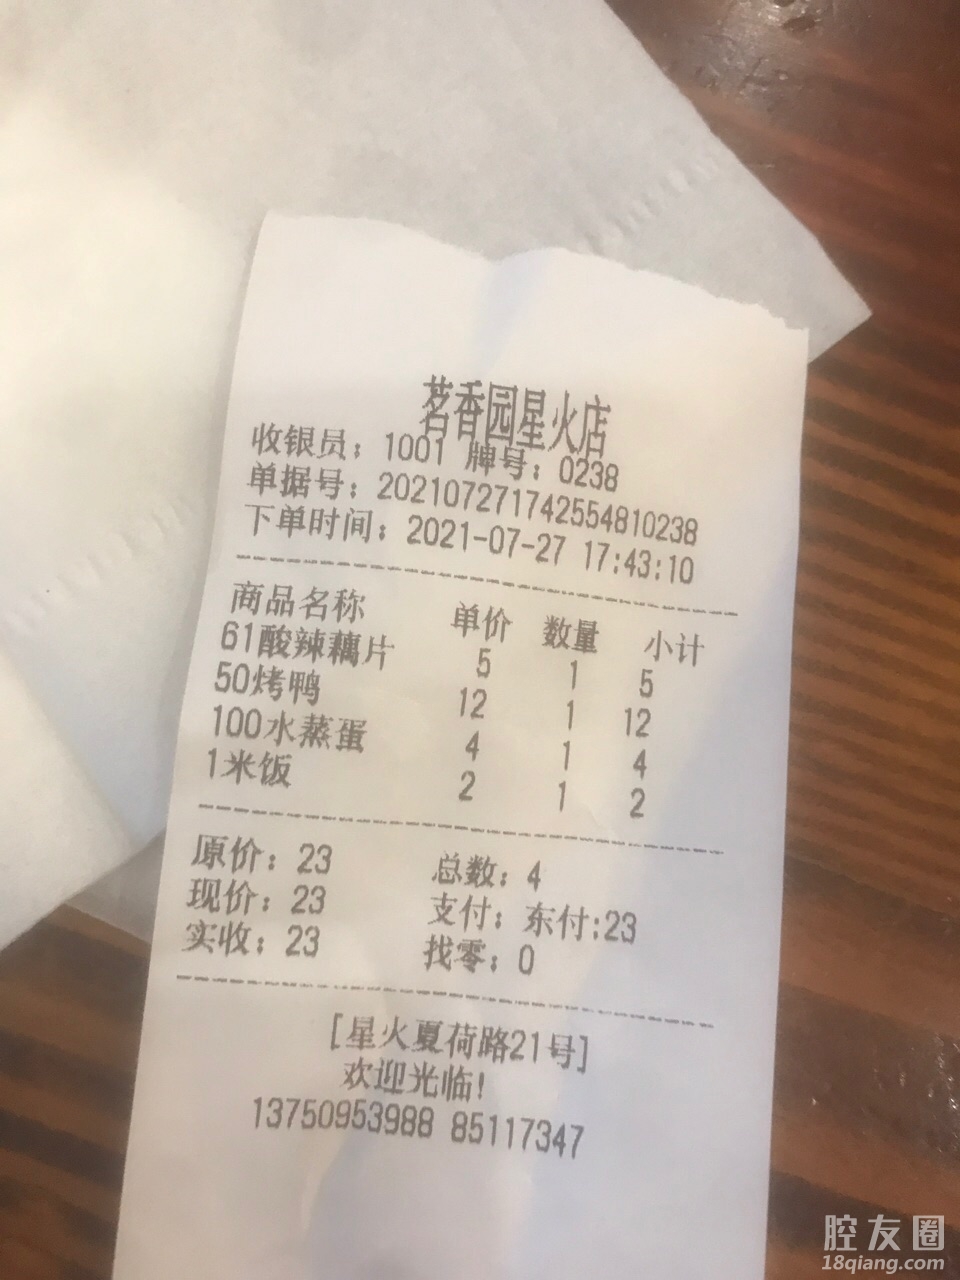 茗香园星火店
收银员：1001 牌号：0238
单据号：2021072717425548​10238
下单时间：2021-07-27 17:43:10
商品名称 单价 数量 小计
61酸辣藕片 5 1 5
50烤鸭 12 1 12
100水蒸蛋 4 1 4
1米饭 2 1 2
原价：23 总数：4
现价：23 支付：东付:23
实收：23 找零：0
[星火夏荷路21号]
欢迎光临!
13750953988 85117347
腔友圈
18qiang.com